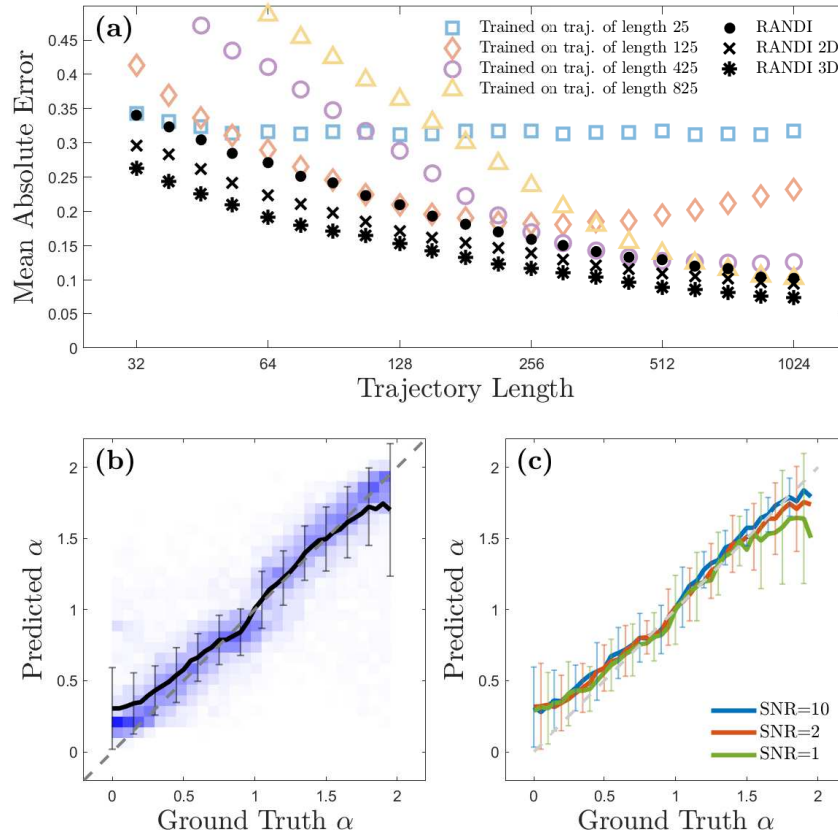 (a)
Trained on traj. of length 25
Trained on traj. of length 125
Trained on traj. of length 425
Trained on traj. of length 825
RANDI
RANDI 2D
RANDI 3D
Mean Absolute Error
0.45
0.4
0.35
0.3
0.25
0.2
0.15
0.1
0.05
0
32
64
128
256
512
1024
Trajectory Length
(b)
Predicted α
2
1.5
1
0.5
0
0
0.5
1
1.5
2
Ground Truth α
(c)
Predicted α
2
1.5
1
0.5
0
SNR=10
SNR=2
SNR=1
0
0.5
1
1.5
2
Ground Truth α